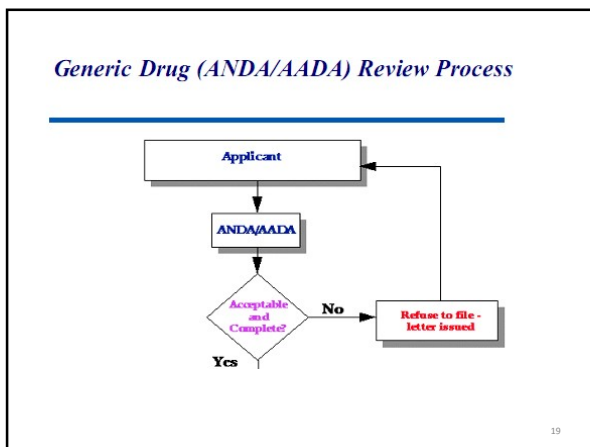 Generic Drug (ANDA/AADA) Review Process
Applicant
ANDA/AADA
Acceptable
and
Complete?
No
Refuse to file -
letter issued
Yes
19